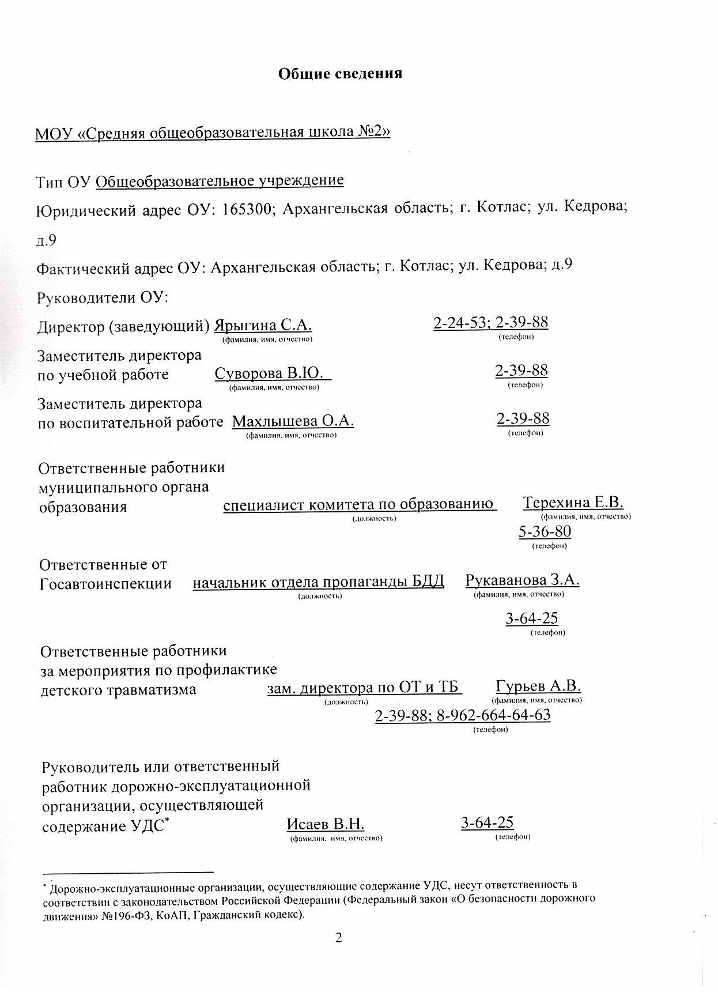 Общие сведения
МОУ «Средняя общеобразовательная школа №2»
Тип ОУ Общеобразовательное учреждение
Юридический адрес ОУ: 165300; Архангельская область; г. Котлас; ул. Кедрова;
д.9
Фактический адрес ОУ: Архангельская область; г. Котлас; ул. Кедрова; д.9
Руководители ОУ:
Директор (заведующий) Ярыгина С.А. 2-24-53; 2-39-88
(фамилия, имя, отчество) (телефон)
Заместитель директора
по учебной работе Суворова В.Ю. 2-39-88
(фамилия, имя, отчество) (телефон)
Заместитель директора
по воспитательной работе Махлышева О.А. 2-39-88
(фамилия, имя, отчество) (телефон)
Ответственные работники
муниципального органа
образования специалист комитета по образованию Терехина Е.В.
(должность) (фамилия, имя, отчество)
5-36-80
(телефон)
Ответственные от
Госавтоинспекции начальник отдела пропаганды БДД Рукаванова З.А.
(должность) (фамилия, имя, отчество)
3-64-25
(телефон)
Ответственные работники
за мероприятия по профилактике
детского травматизма зам. директора по ОТ и ТБ Гурьев А.В.
(должность) (фамилия, имя, отчество)
2-39-88; 8-962-664-64-63
(телефон)
Руководитель или ответственный
работник дорожно-эксплуатационной
организации, осуществляющей
содержание УДС* Исаев В.Н. 3-64-25
(фамилия, имя, отчество) (телефон)
* Дорожно-эксплуатационные организации, осуществляющие содержание УДС, несут ответственность в
соответствии с законодательством Российской Федерации (Федеральный закон «О безопасности дорожного
движения» №196-ФЗ, КоАП, Гражданский кодекс).
2